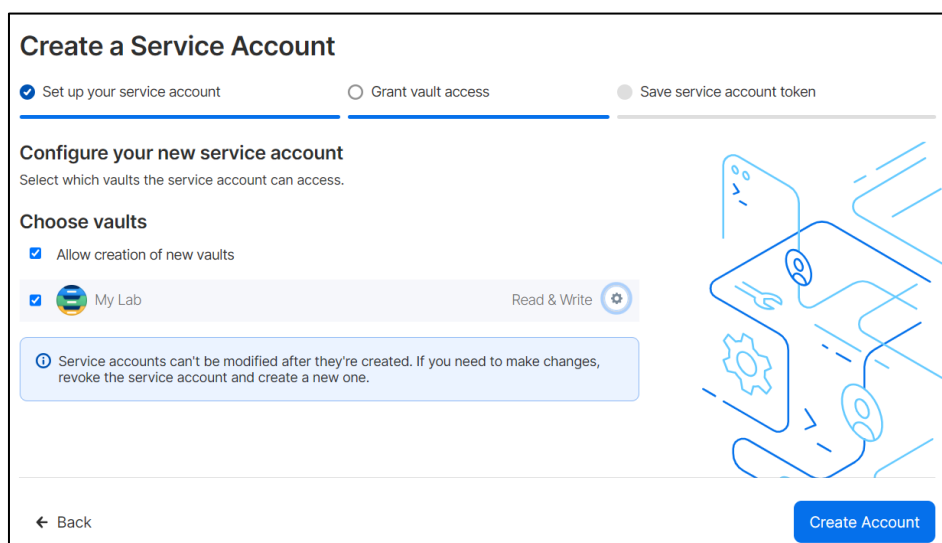 Create a Service Account
Set up your service account
Grant vault access
Save service account token
Configure your new service account
Select which vaults the service account can access.
Choose vaults
Allow creation of new vaults
My Lab
Read & Write
Service accounts can't be modified after they're created. If you need to make changes,
revoke the service account and create a new one.
Back
Create Account